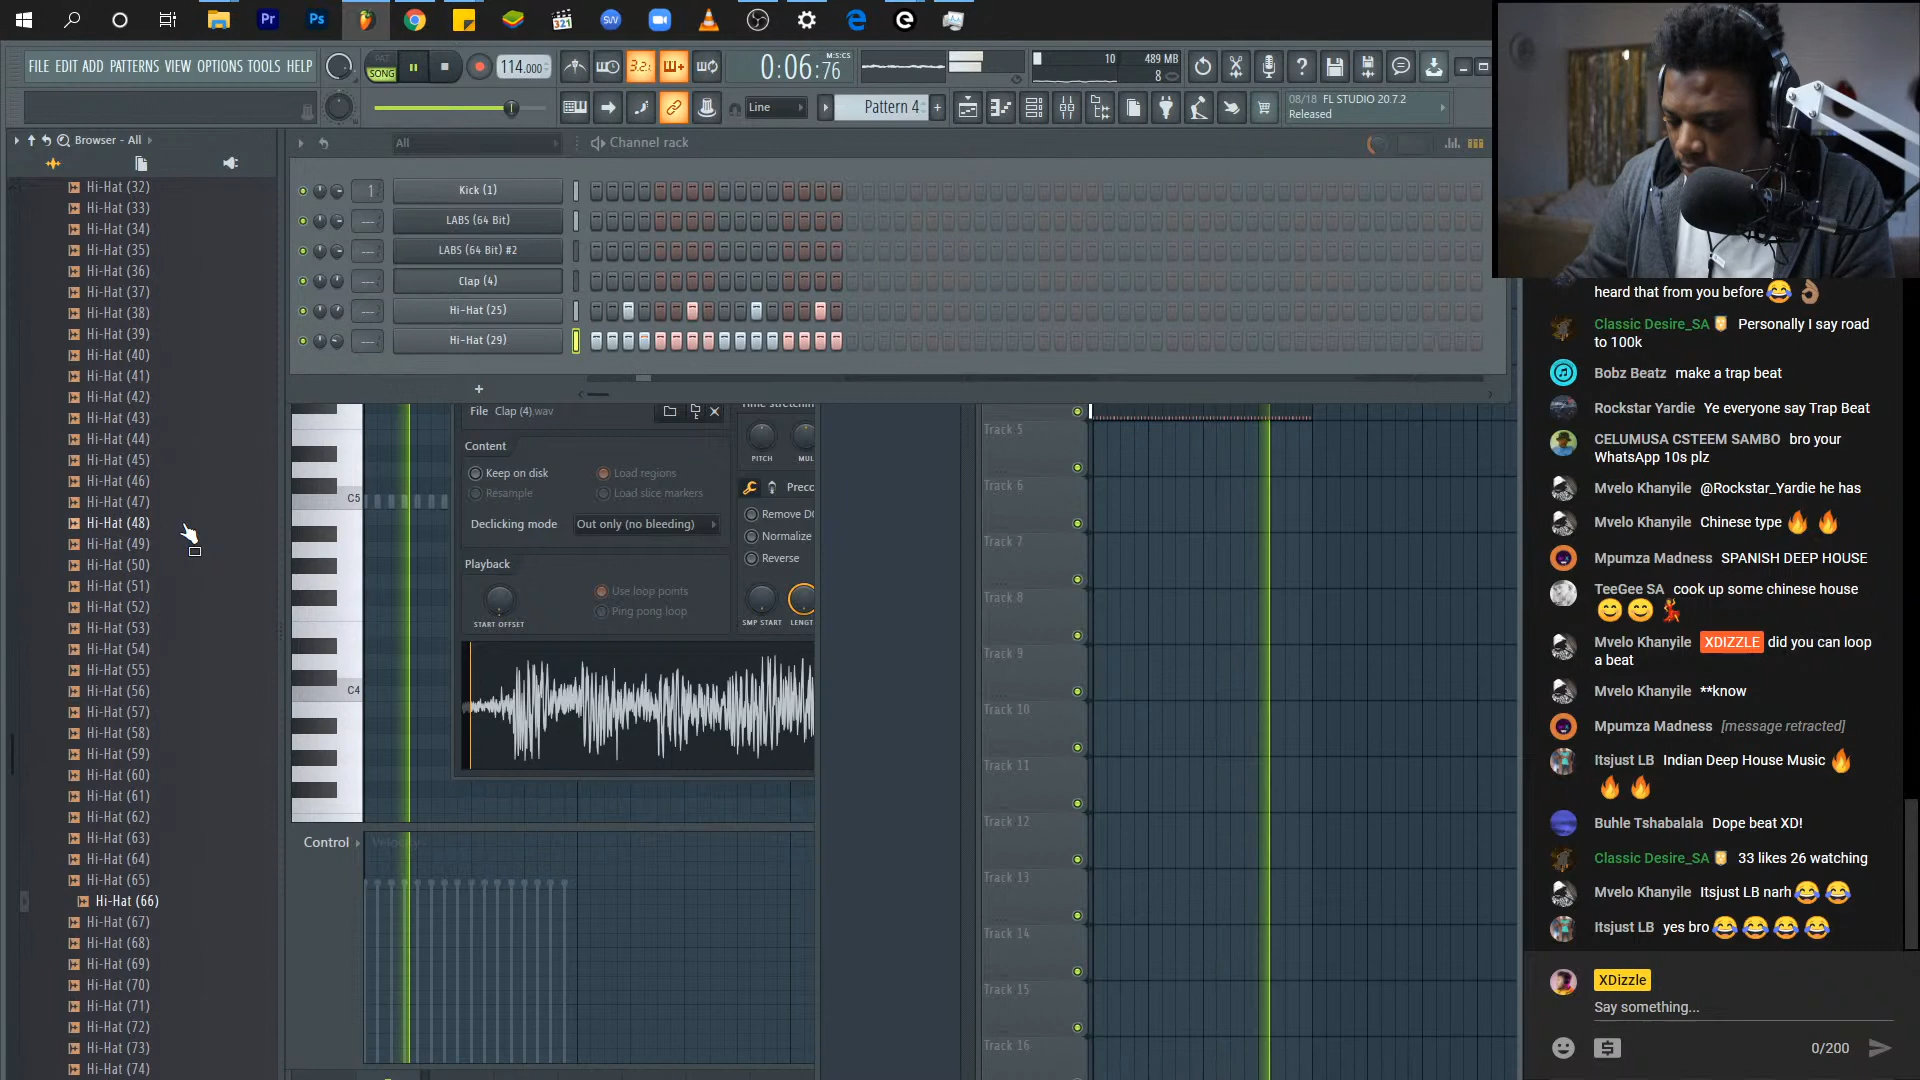 Pr
Ps
321
SW
FILE EDIT ADD PATTERNS VIEW OPTIONS TOOLS HELP
PAT
SONG
114.000
3.2:
0:06:76
M:S:CS
10
489 MB
8
Line
Pattern 4
08/18 FL STUDIO 20.7.2
Released
Browser - All
All
Channel rack
Hi-Hat (32)
Hi-Hat (33)
Hi-Hat (34)
Hi-Hat (35)
Hi-Hat (36)
Hi-Hat (37)
Hi-Hat (38)
Hi-Hat (39)
Hi-Hat (40)
Hi-Hat (41)
Hi-Hat (42)
Hi-Hat (43)
Hi-Hat (44)
Hi-Hat (45)
Hi-Hat (46)
Hi-Hat (47)
Hi-Hat (48)
Hi-Hat (49)
Hi-Hat (50)
Hi-Hat (51)
Hi-Hat (52)
Hi-Hat (53)
Hi-Hat (54)
Hi-Hat (55)
Hi-Hat (56)
Hi-Hat (57)
Hi-Hat (58)
Hi-Hat (59)
Hi-Hat (60)
Hi-Hat (61)
Hi-Hat (62)
Hi-Hat (63)
Hi-Hat (64)
Hi-Hat (65)
Hi-Hat (66)
Hi-Hat (67)
Hi-Hat (68)
Hi-Hat (69)
Hi-Hat (70)
Hi-Hat (71)
Hi-Hat (72)
Hi-Hat (73)
Hi-Hat (74)
1 Kick (1)
--- LABS (64 Bit)
--- LABS (64 Bit) #2
--- Clap (4)
--- Hi-Hat (25)
--- Hi-Hat (29)
+
File Clap (4).wav
Content
Keep on disk
Load regions
Resample
Load slice markers
Declicking mode
Out only (no bleeding)
Playback
START OFFSET
Use loop points
Ping pong loop
PITCH
MUL
Preco
Remove DC
Normalize
Reverse
SMP START
LENGT
C5
C4
Control
Track 5
Track 6
Track 7
Track 8
Track 9
Track 10
Track 11
Track 12
Track 13
Track 14
Track 15
Track 16
heard that from you before😂 👌🏽
Classic Desire_SA Personally I say road
to 100k
Bobz Beatz make a trap beat
Rockstar Yardie Ye everyone say Trap Beat
CELUMUSA CSTEEM SAMBO bro your
WhatsApp 10s plz
Mvelo Khanyile @Rockstar_Yardie he has
Mvelo Khanyile Chinese type🔥 🔥
Mpumza Madness SPANISH DEEP HOUSE
TeeGee SA cook up some chinese house
😊 😊 💃
Mvelo Khanyile XDIZZLE did you can loop
a beat
Mvelo Khanyile **know
Mpumza Madness [message retracted]
Itsjust LB Indian Deep House Music 🔥
🔥 🔥
Buhle Tshabalala Dope beat XD!
Classic Desire_SA 33 likes 26 watching
Mvelo Khanyile Itsjust LB narh😂 😂
Itsjust LB yes bro😂 😂 😂 😂
XDizzle
Say something...
0/200